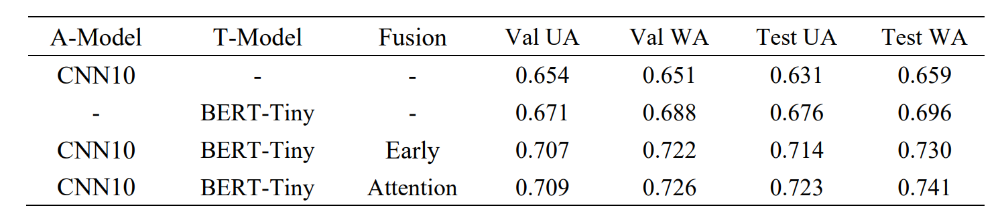 A-Model T-Model Fusion Val UA Val WA Test UA Test WA
CNN10 - - 0.654 0.651 0.631 0.659
- BERT-Tiny - 0.671 0.688 0.676 0.696
CNN10 BERT-Tiny Early 0.707 0.722 0.714 0.730
CNN10 BERT-Tiny Attention 0.709 0.726 0.723 0.741